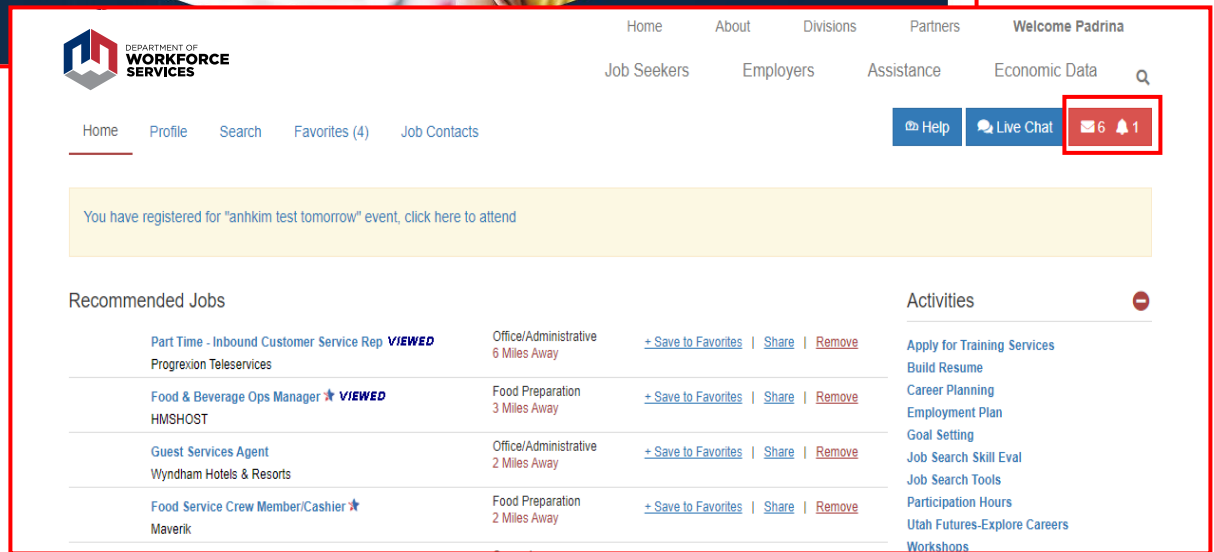 Home About Divisions Partners Welcome Padrina
DEPARTMENT OF
WORKFORCE
SERVICES
Job Seekers Employers Assistance Economic Data
Home Profile Search Favorites (4) Job Contacts
Help Live Chat 6 1
You have registered for "anhkim test tomorrow" event, click here to attend
Recommended Jobs
Part Time - Inbound Customer Service Rep VIEWED Office/Administrative + Save to Favorites | Share | Remove
Progrexion Teleservices 6 Miles Away
Food & Beverage Ops Manager VIEWED Food Preparation + Save to Favorites | Share | Remove
HMSHOST 3 Miles Away
Guest Services Agent Office/Administrative + Save to Favorites | Share | Remove
Wyndham Hotels & Resorts 2 Miles Away
Food Service Crew Member/Cashier Food Preparation + Save to Favorites | Share | Remove
Maverik 2 Miles Away
Activities
Apply for Training Services
Build Resume
Career Planning
Employment Plan
Goal Setting
Job Search Skill Eval
Job Search Tools
Participation Hours
Utah Futures-Explore Careers
Workshops